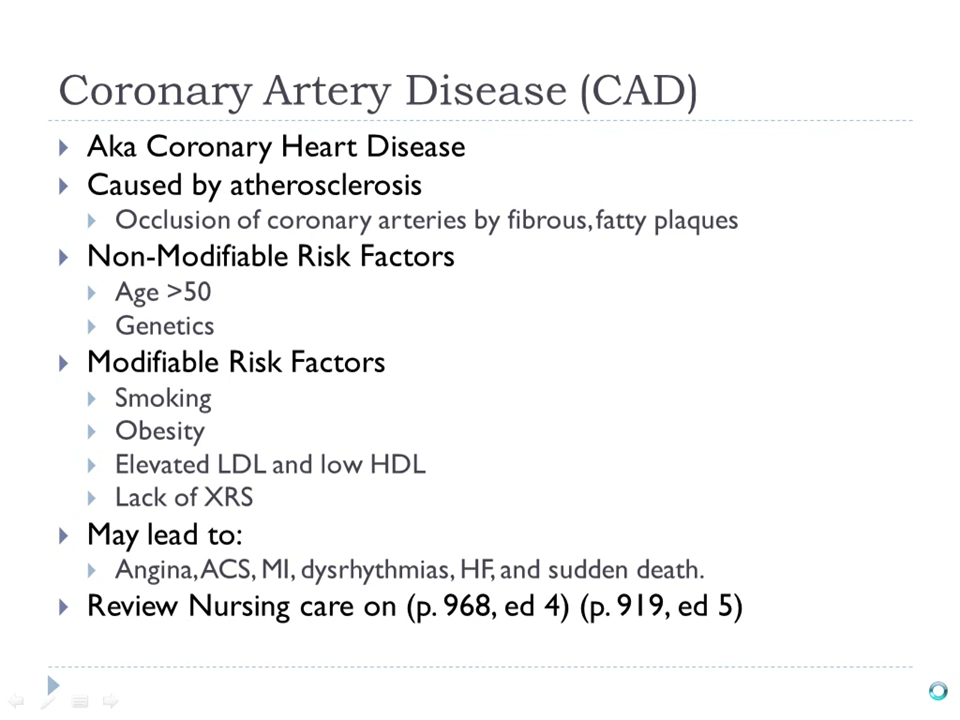 Coronary Artery Disease (CAD)
Aka Coronary Heart Disease
Caused by atherosclerosis
Occlusion of coronary arteries by fibrous, fatty plaques
Non-Modifiable Risk Factors
Age >50
Genetics
Modifiable Risk Factors
Smoking
Obesity
Elevated LDL and low HDL
Lack of XRS
May lead to:
Angina, ACS, MI, dysrhythmias, HF, and sudden death.
Review Nursing care on (p. 968, ed 4) (p. 919, ed 5)